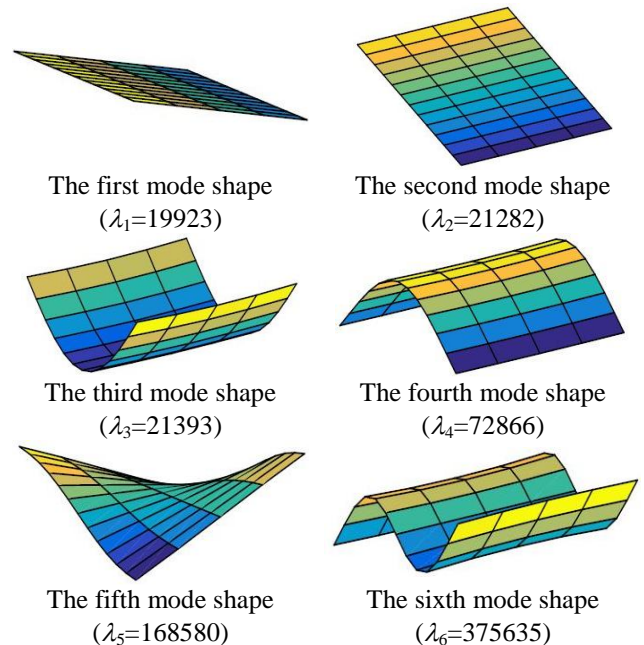 The first mode shape
(λ₁=19923)
The second mode shape
(λ₂=21282)
The third mode shape
(λ₃=21393)
The fourth mode shape
(λ₄=72866)
The fifth mode shape
(λ₅=168580)
The sixth mode shape
(λ₆=375635)